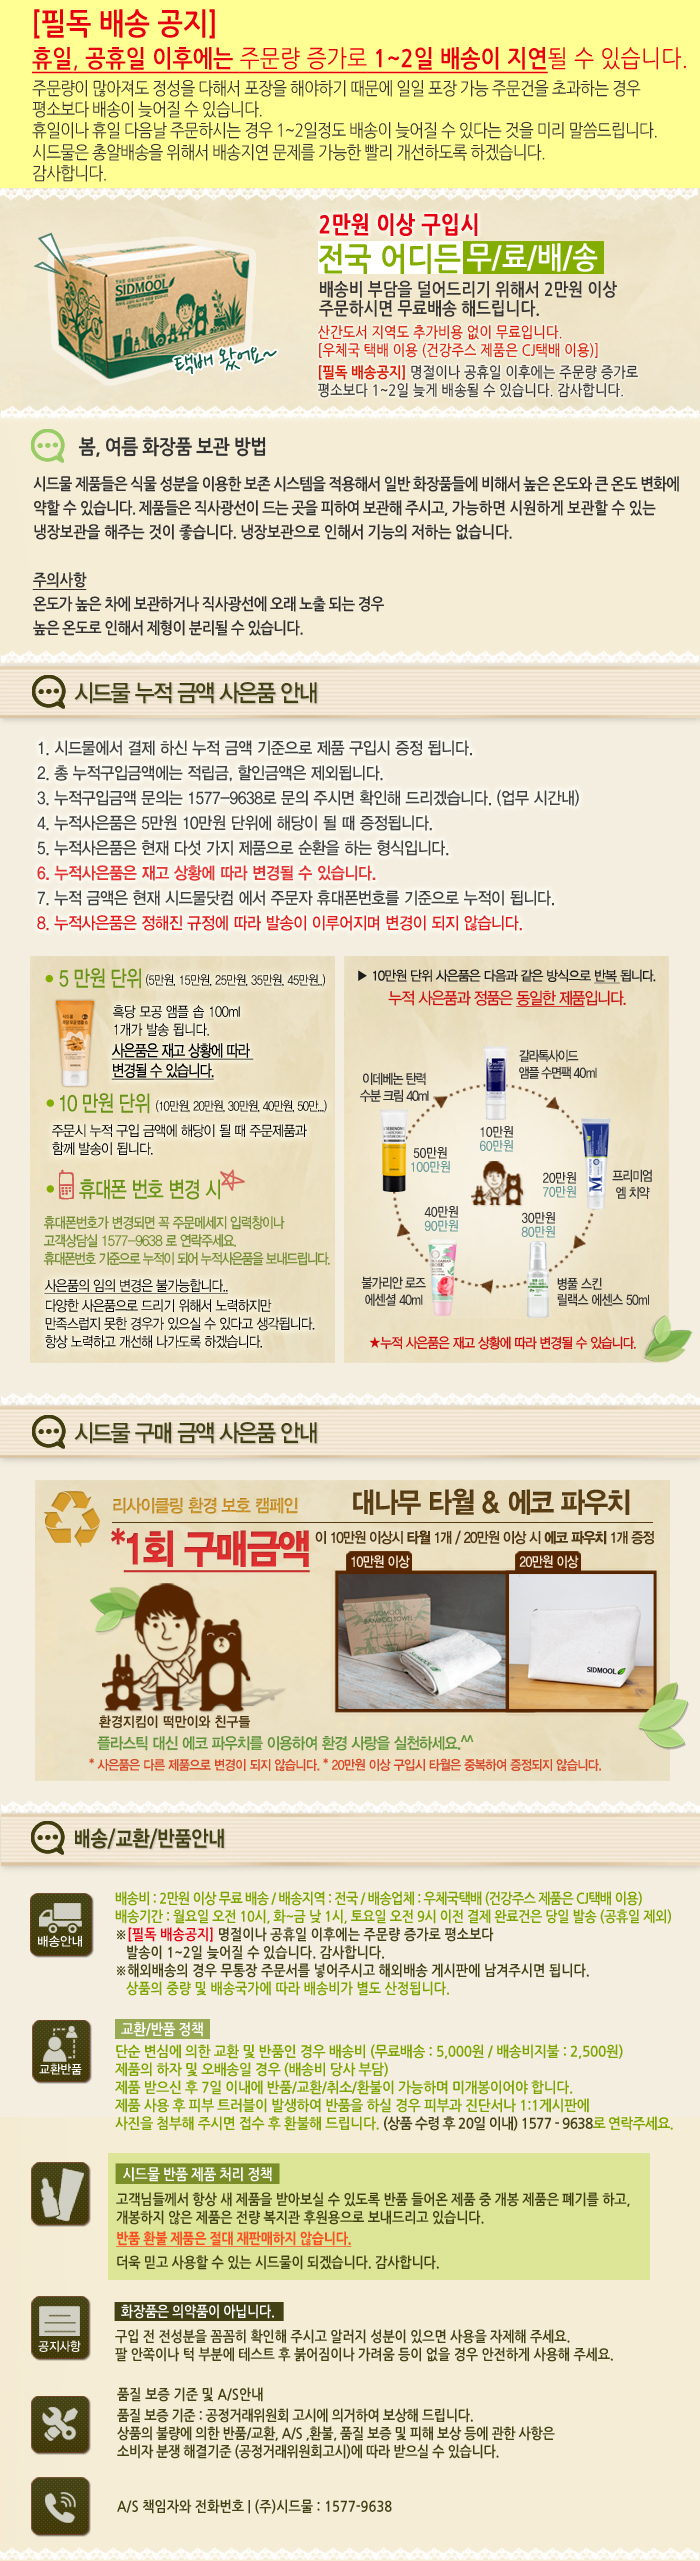 [필독 배송 공지]
휴일, 공휴일 이후에는 주문량 증가로 1~2일 배송이 지연될 수 있습니다.
주문량이 많아져도 정성을 다해서 포장을 해야하기 때문에 일일 포장 가능 주문건을 초과하는 경우
평소보다 배송이 늦어질 수 있습니다.
휴일이나 휴일 다음날 주문하시는 경우 1~2일정도 배송이 늦어질 수 있다는 것을 미리 말씀드립니다.
시드물은 총알배송을 위해서 배송지연 문제를 가능한 빨리 개선하도록 하겠습니다.
감사합니다.
THE ORIGIN OF SKIN
SIDMOOL
택배 왔어요~
2만원 이상 구입시
전국 어디든 무/료/배/송
배송비 부담을 덜어드리기 위해서 2만원 이상
주문하시면 무료배송 해드립니다.
산간도서 지역도 추가비용 없이 무료입니다.
[우체국 택배 이용 (건강주스 제품은 CJ택배 이용)]
[필독 배송공지] 명절이나 공휴일 이후에는 주문량 증가로
평소보다 1~2일 늦게 배송될 수 있습니다. 감사합니다.
봄, 여름 화장품 보관 방법
시드물 제품들은 식물 성분을 이용한 보존 시스템을 적용해서 일반 화장품들에 비해서 높은 온도와 큰 온도 변화에
약할 수 있습니다. 제품들은 직사광선이 드는 곳을 피하여 보관해 주시고, 가능하면 시원하게 보관할 수 있는
냉장보관을 해주는 것이 좋습니다. 냉장보관으로 인해서 기능의 저하는 없습니다.
주의사항
온도가 높은 차에 보관하거나 직사광선에 오래 노출 되는 경우
높은 온도로 인해서 제형이 분리될 수 있습니다.
시드물 누적 금액 사은품 안내
1. 시드물에서 결제 하신 누적 금액 기준으로 제품 구입시 증정 됩니다.
2. 총 누적구입금액에는 적립금, 할인금액은 제외됩니다.
3. 누적구입금액 문의는 1577-9638로 문의 주시면 확인해 드리겠습니다. (업무 시간내)
4. 누적사은품은 5만원 10만원 단위에 해당이 될 때 증정됩니다.
5. 누적사은품은 현재 다섯 가지 제품으로 순환을 하는 형식입니다.
6. 누적사은품은 재고 상황에 따라 변경될 수 있습니다.
7. 누적 금액은 현재 시드물닷컴 에서 주문자 휴대폰번호를 기준으로 누적이 됩니다.
8. 누적사은품은 정해진 규정에 따라 발송이 이루어지며 변경이 되지 않습니다.
• 5 만원 단위 (5만원, 15만원, 25만원, 35만원, 45만원..)
흑당 모공 앰플 솝 100ml
1개가 발송 됩니다.
사은품은 재고 상황에 따라
변경될 수 있습니다.
• 10 만원 단위 (10만원, 20만원, 30만원, 40만원, 50만...)
주문시 누적 구입 금액에 해당이 될 때 주문제품과
함께 발송이 됩니다.
• 휴대폰 번호 변경 시
휴대폰번호가 변경되면 꼭 주문메세지 입력창이나
고객상담실 1577-9638 로 연락주세요.
휴대폰번호 기준으로 누적이 되어 누적사은품을 보내드립니다.
사은품의 임의 변경은 불가능합니다..
다양한 사은품으로 드리기 위해서 노력하지만
만족스럽지 못한 경우가 있으실 수 있다고 생각됩니다.
항상 노력하고 개선해 나가도록 하겠습니다.
▶ 10만원 단위 사은품은 다음과 같은 방식으로 반복 됩니다.
누적 사은품과 정품은 동일한 제품입니다.
갈락토사이드
앰플 수면팩 40ml
이데베논 탄력
수분 크림 40ml
10만원
60만원
50만원
100만원
20만원
70만원
프리미엄
엠 치약
40만원
90만원
30만원
80만원
불가리안 로즈
에센셜 40ml
병풀 스킨
릴랙스 에센스 50ml
★누적 사은품은 재고 상황에 따라 변경될 수 있습니다.
시드물 구매 금액 사은품 안내
리사이클링 환경 보호 캠페인
대나무 타월 & 에코 파우치
*1회 구매금액 이 10만원 이상시 타월 1개 / 20만원 이상 시 에코 파우치 1개 증정
10만원 이상
20만원 이상
SIDMOOL
BAMBOO TOWEL
SIDMOOL
환경지킴이 떡만이와 친구들
플라스틱 대신 에코 파우치를 이용하여 환경 사랑을 실천하세요.^^
* 사은품은 다른 제품으로 변경이 되지 않습니다. * 20만원 이상 구입시 타월은 중복하여 증정되지 않습니다.
배송/교환/반품안내
배송안내
배송비 : 2만원 이상 무료 배송 / 배송지역 : 전국 / 배송업체 : 우체국택배 (건강주스 제품은 CJ택배 이용)
배송기간 : 월요일 오전 10시, 화~금 낮 1시, 토요일 오전 9시 이전 결제 완료건은 당일 발송 (공휴일 제외)
※[필독 배송공지] 명절이나 공휴일 이후에는 주문량 증가로 평소보다
발송이 1~2일 늦어질 수 있습니다. 감사합니다.
※해외배송의 경우 무통장 주문서를 넣어주시고 해외배송 게시판에 남겨주시면 됩니다.
상품의 중량 및 배송국가에 따라 배송비가 별도 산정됩니다.
교환반품
교환/반품 정책
단순 변심에 의한 교환 및 반품인 경우 배송비 (무료배송 : 5,000원 / 배송비지불 : 2,500원)
제품의 하자 및 오배송일 경우 (배송비 당사 부담)
제품 받으신 후 7일 이내에 반품/교환/취소/환불이 가능하며 미개봉이어야 합니다.
제품 사용 후 피부 트러블이 발생하여 반품을 하실 경우 피부과 진단서나 1:1게시판에
사진을 첨부해 주시면 접수 후 환불해 드립니다. (상품 수령 후 20일 이내) 1577 - 9638로 연락주세요.
시드물 반품 제품 처리 정책
고객님들께서 항상 새 제품을 받아보실 수 있도록 반품 들어온 제품 중 개봉 제품은 폐기를 하고,
개봉하지 않은 제품은 전량 복지관 후원용으로 보내드리고 있습니다.
반품 환불 제품은 절대 재판매하지 않습니다.
더욱 믿고 사용할 수 있는 시드물이 되겠습니다. 감사합니다.
공지사항
화장품은 의약품이 아닙니다.
구입 전 전성분을 꼼꼼히 확인해 주시고 알러지 성분이 있으면 사용을 자제해 주세요.
팔 안쪽이나 턱 부분에 테스트 후 붉어짐이나 가려움 등이 없을 경우 안전하게 사용해 주세요.
품질 보증 기준 및 A/S안내
품질 보증 기준 : 공정거래위원회 고시에 의거하여 보상해 드립니다.
상품의 불량에 의한 반품/교환, A/S ,환불, 품질 보증 및 피해 보상 등에 관한 사항은
소비자 분쟁 해결기준 (공정거래위원회고시)에 따라 받으실 수 있습니다.
A/S 책임자와 전화번호 | (주)시드물 : 1577-9638